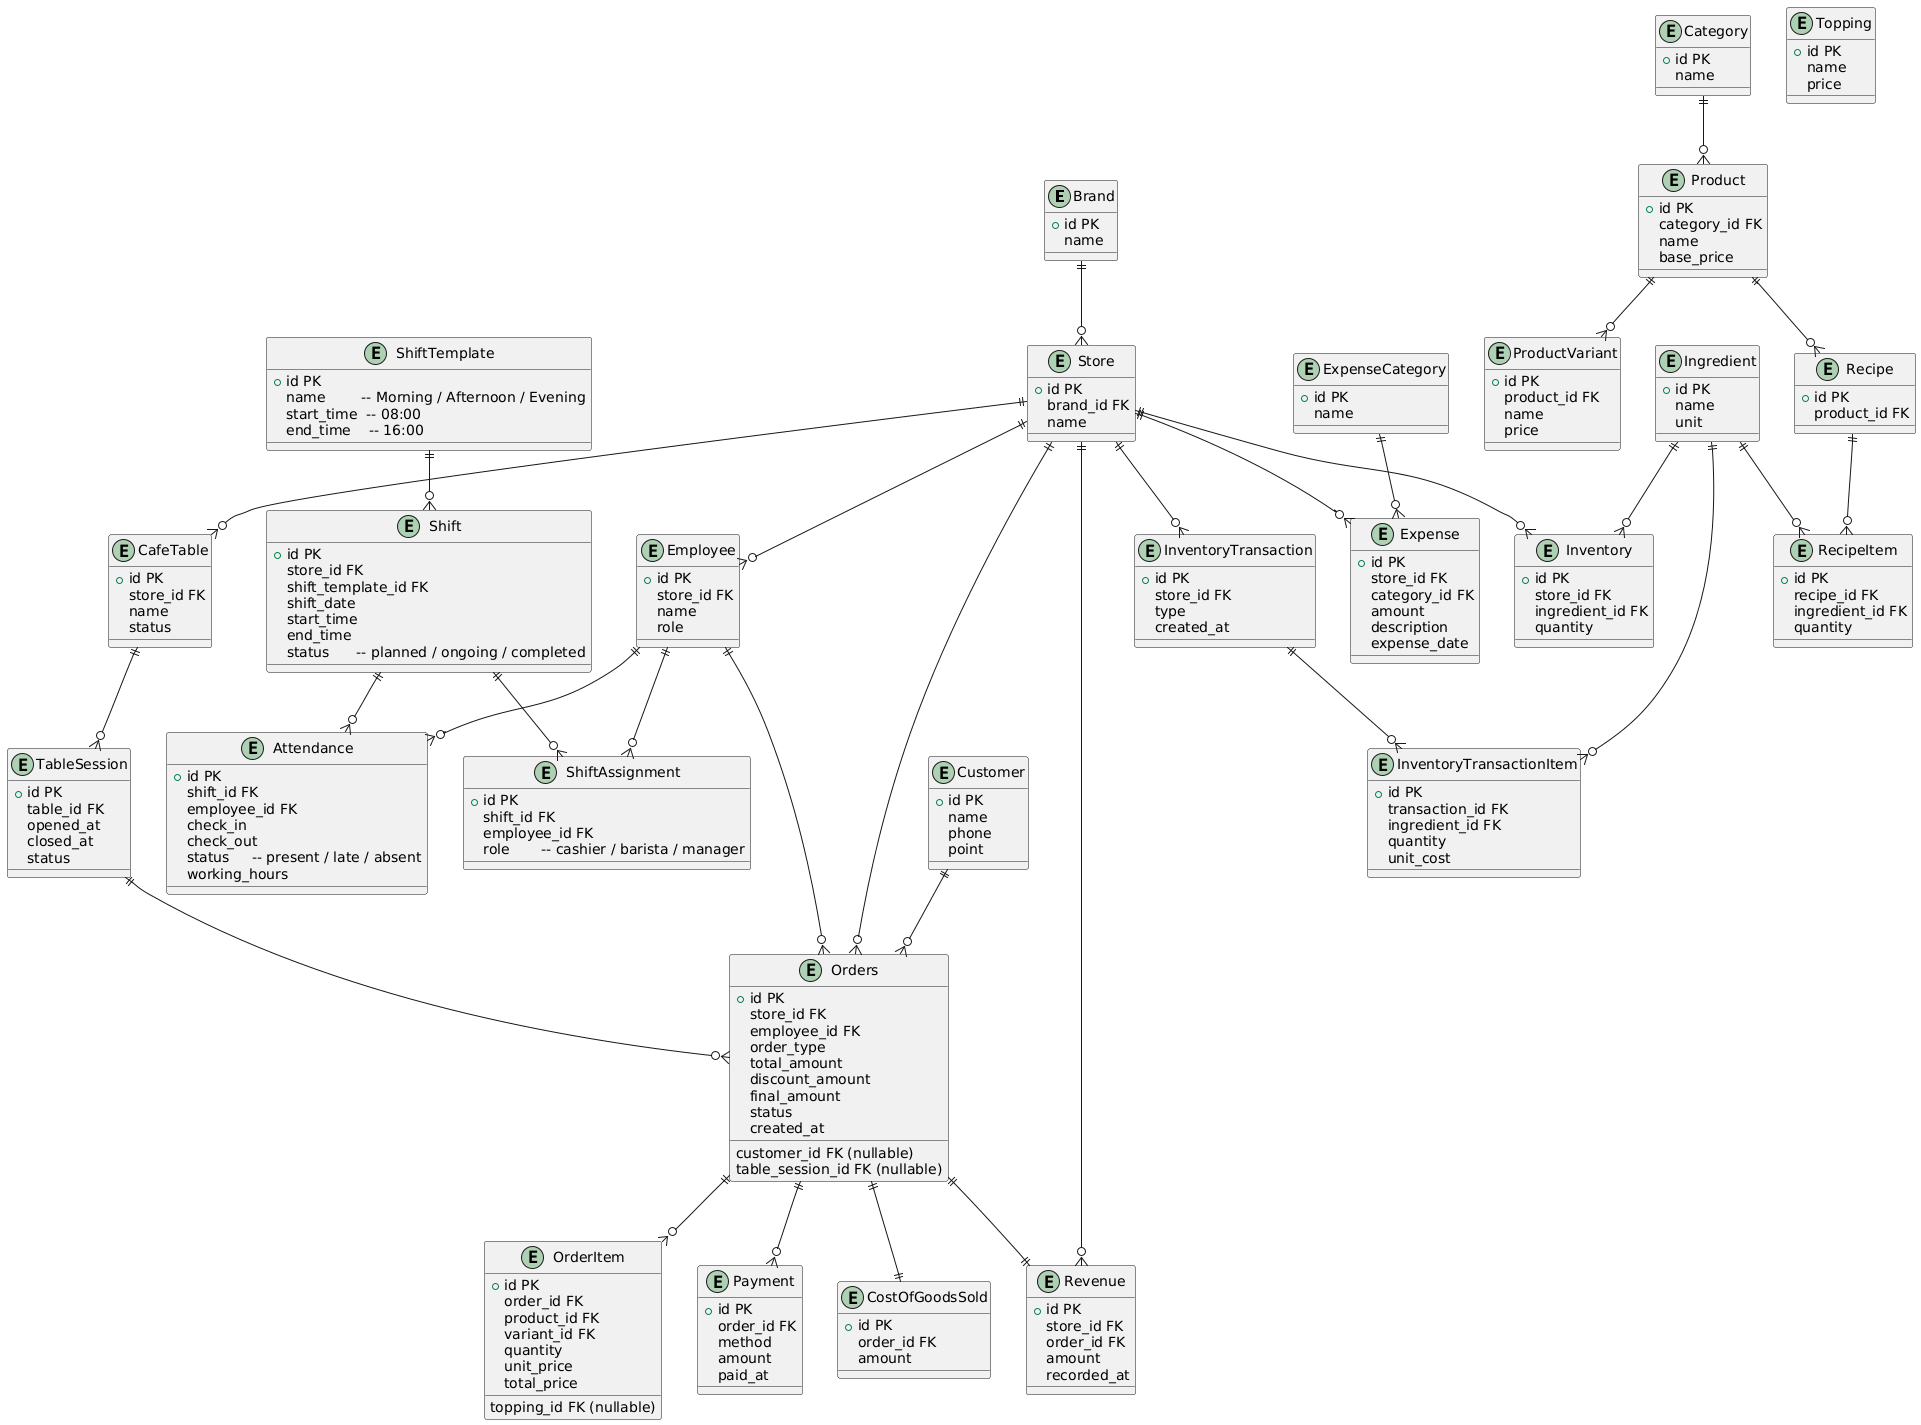 Category
id PK
name
Topping
id PK
name
price
Product
id PK
category_id FK
name
base_price
Brand
id PK
name
ShiftTemplate
id PK
name -- Morning / Afternoon / Evening
start_time -- 08:00
end_time -- 16:00
Store
id PK
brand_id FK
name
ExpenseCategory
id PK
name
ProductVariant
id PK
product_id FK
name
price
Ingredient
id PK
name
unit
Recipe
id PK
product_id FK
CafeTable
id PK
store_id FK
name
status
Shift
id PK
store_id FK
shift_template_id FK
shift_date
start_time
end_time
status -- planned / ongoing / completed
Employee
id PK
store_id FK
name
role
InventoryTransaction
id PK
store_id FK
type
created_at
Expense
id PK
store_id FK
category_id FK
amount
description
expense_date
Inventory
id PK
store_id FK
ingredient_id FK
quantity
RecipeItem
id PK
recipe_id FK
ingredient_id FK
quantity
TableSession
id PK
table_id FK
opened_at
closed_at
status
Attendance
id PK
shift_id FK
employee_id FK
check_in
check_out
status -- present / late / absent
working_hours
ShiftAssignment
id PK
shift_id FK
employee_id FK
role -- cashier / barista / manager
Customer
id PK
name
phone
point
InventoryTransactionItem
id PK
transaction_id FK
ingredient_id FK
quantity
unit_cost
Orders
id PK
store_id FK
employee_id FK
order_type
total_amount
discount_amount
final_amount
status
created_at
customer_id FK (nullable)
table_session_id FK (nullable)
OrderItem
id PK
order_id FK
product_id FK
variant_id FK
quantity
unit_price
total_price
topping_id FK (nullable)
Payment
id PK
order_id FK
method
amount
paid_at
CostOfGoodsSold
id PK
order_id FK
amount
Revenue
id PK
store_id FK
order_id FK
amount
recorded_at